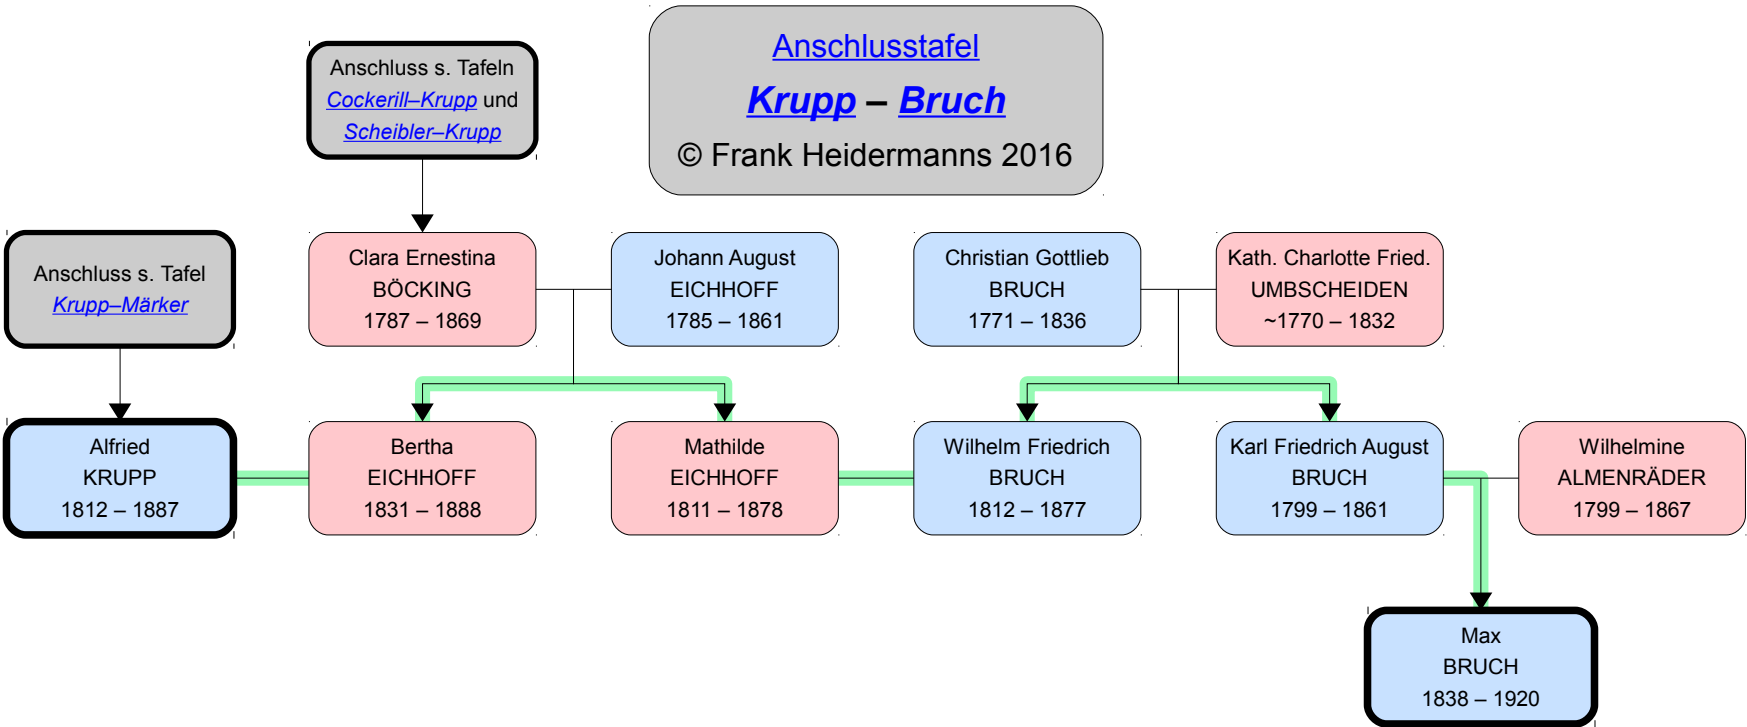 Anschlusstafel
Krupp – Bruch
© Frank Heidermanns 2016
Anschluss s. Tafeln
Cockerill–Krupp und
Scheibler–Krupp
Anschluss s. Tafel
Krupp–Märker
Clara Ernestina
BÖCKING
1787 – 1869
Johann August
EICHHOFF
1785 – 1861
Christian Gottlieb
BRUCH
1771 – 1836
Kath. Charlotte Fried.
UMBSCHEIDEN
~1770 – 1832
Alfried
KRUPP
1812 – 1887
Bertha
EICHHOFF
1831 – 1888
Mathilde
EICHHOFF
1811 – 1878
Wilhelm Friedrich
BRUCH
1812 – 1877
Karl Friedrich August
BRUCH
1799 – 1861
Wilhelmine
ALMENRÄDER
1799 – 1867
Max
BRUCH
1838 – 1920